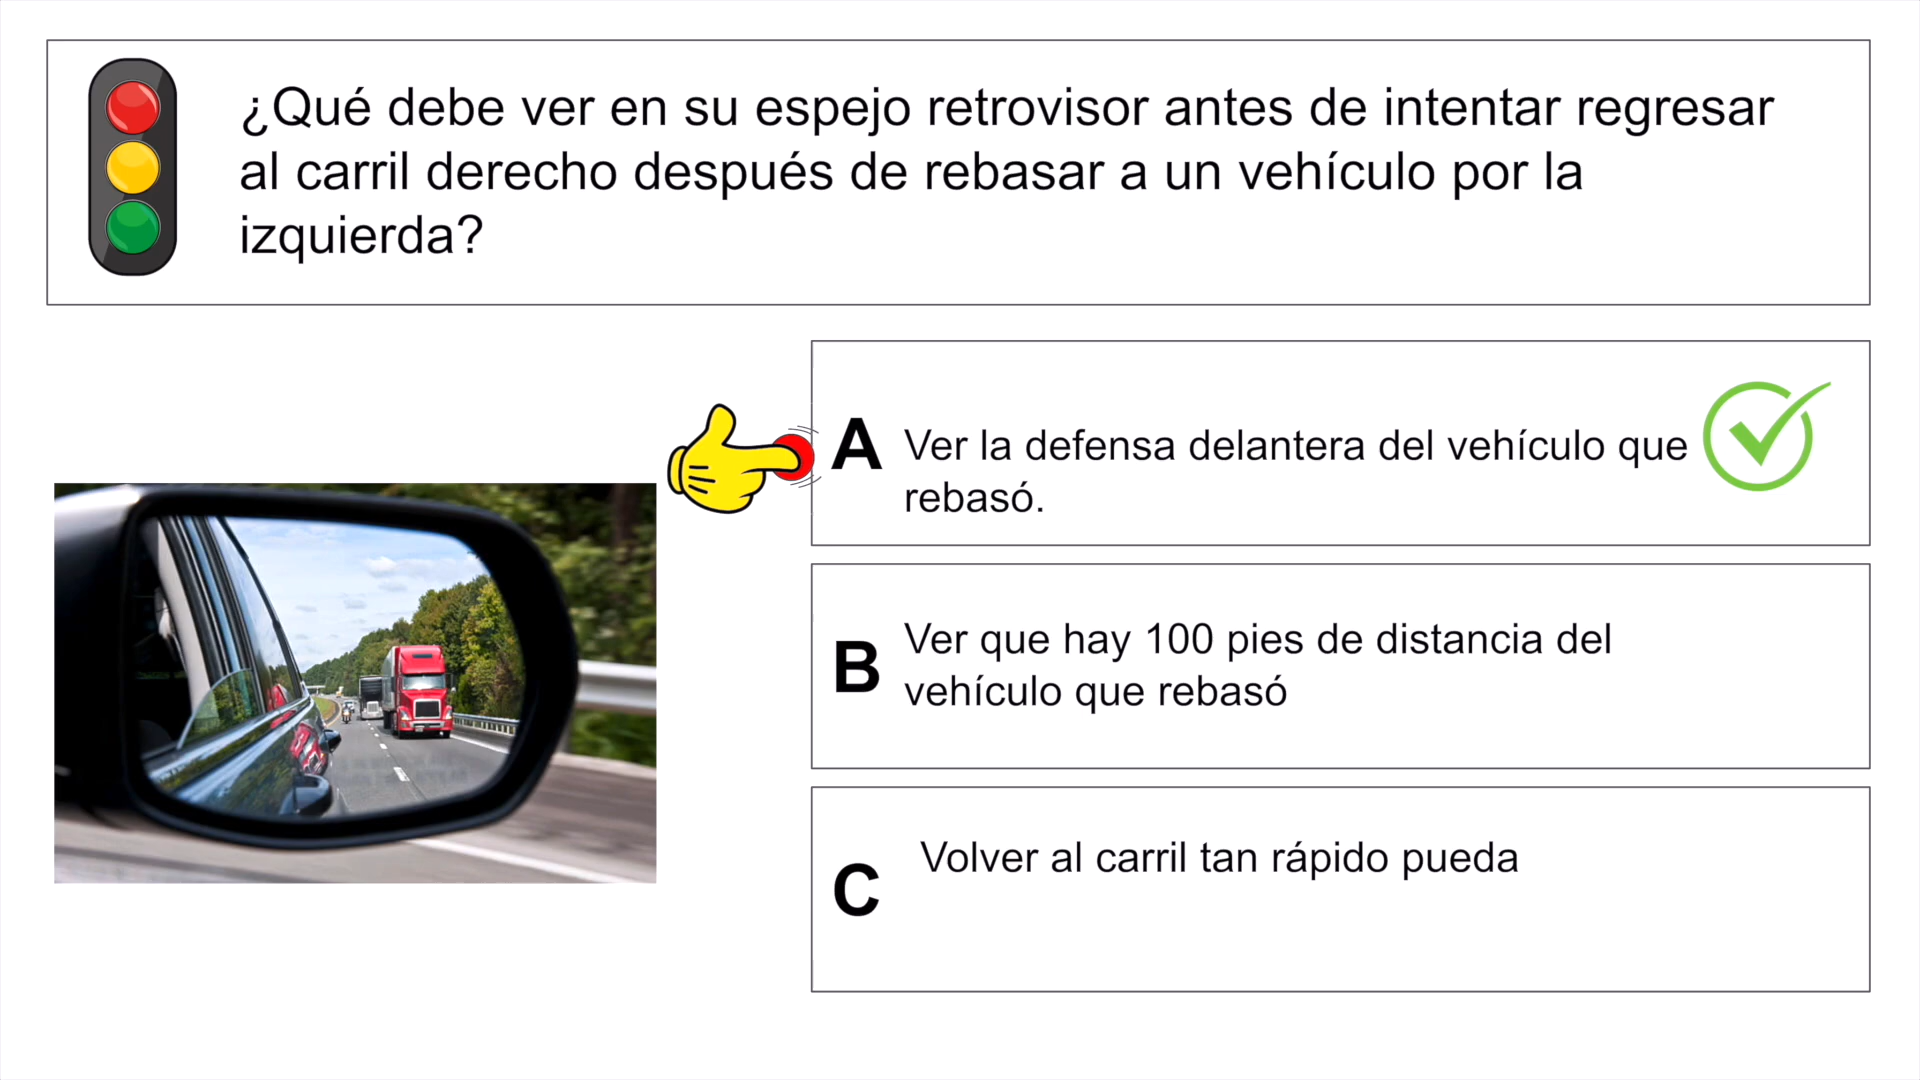 ¿Qué debe ver en su espejo retrovisor antes de intentar regresar
al carril derecho después de rebasar a un vehículo por la
izquierda?
A
Ver la defensa delantera del vehículo que
rebasó.
B
Ver que hay 100 pies de distancia del
vehículo que rebasó
C
Volver al carril tan rápido pueda